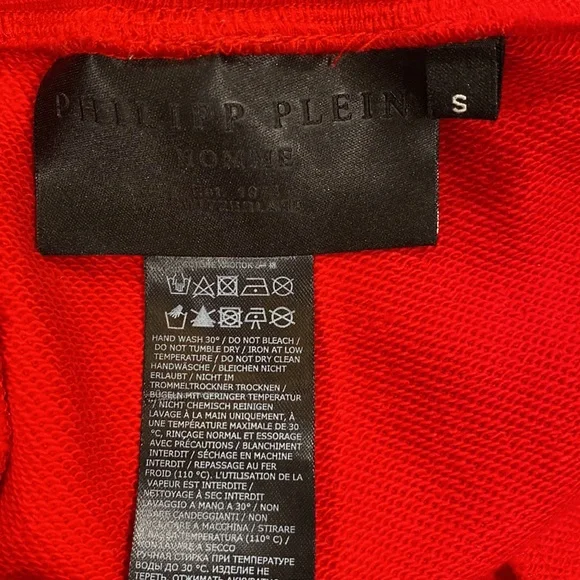 PHILIPP PLEIN
S
HOMME
HAND WASH 30° / DO NOT BLEACH /
DO NOT TUMBLE DRY / IRON AT LOW
TEMPERATURE / DO NOT DRY CLEAN
HANDWÄSCHE / BLEICHEN NICHT
ERLAUBT / NICHT IM
TROMMELTROCKNER TROCKNEN /
BÜGELN MIT GERINGER TEMPERATUR
/ NICHT CHEMISCH REINIGEN
LAVAGE À LA MAIN UNIQUEMENT, À
UNE TEMPÉRATURE MAXIMALE DE 30
°C, RINÇAGE NORMAL ET ESSORAGE
AVEC PRÉCAUTIONS / BLANCHIMENT
INTERDIT / SÉCHAGE EN MACHINE
INTERDIT / REPASSAGE AU FER
FROID (110 °C). L'UTILISATION DE LA
VAPEUR EST INTERDITE /
NETTOYAGE À SEC INTERDIT
LAVAGGIO A MANO A 30° / NON
CANDEGGIANTI / NON
A MACCHINA / STIRARE
TEMPERATURA (110°C) / NON
A SECCO
РУЧНАЯ СТИРКА ПРИ ТЕМПЕРАТУРЕ
ВОДЫ ДО 30 °С. ИЗДЕЛИЕ НЕ
ТЕРЕТЬ, ОТЖИМАТЬ